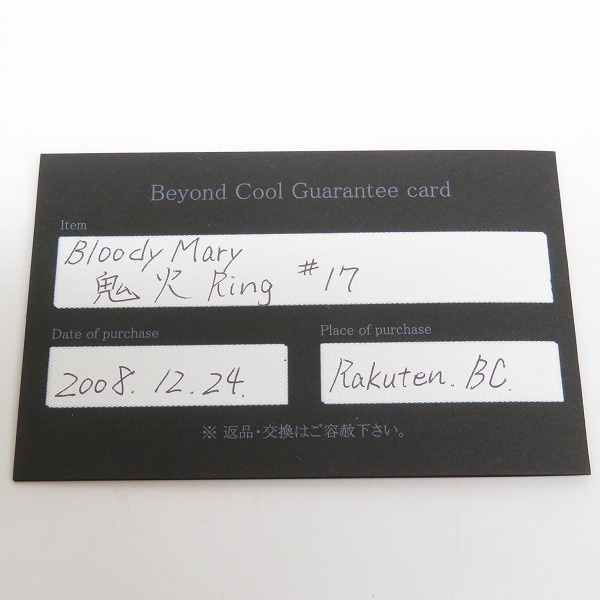 Beyond Cool Guarantee card
Item
Bloody Mary
鬼火 Ring #17
Date of purchase
Place of purchase
2008.12.24.
Rakuten.BC.
※ 返品・交換はご容赦下さい。